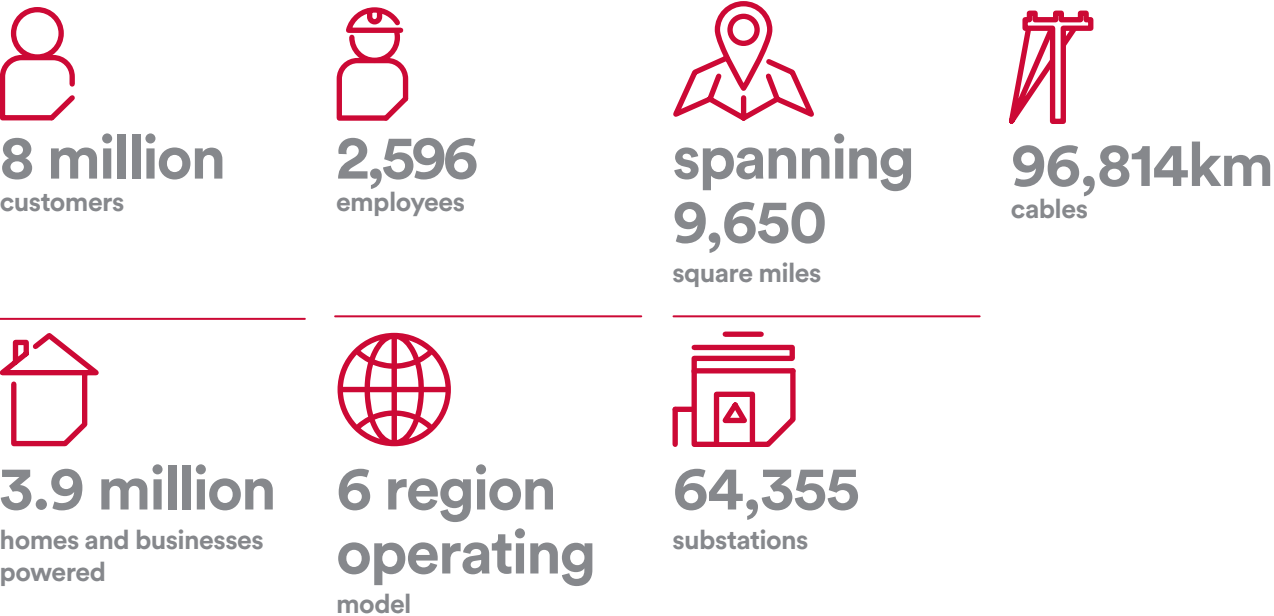 8 million
customers
2,596
employees
spanning
9,650
square miles
96,814km
cables
3.9 million
homes and businesses
powered
6 region
operating
model
64,355
substations